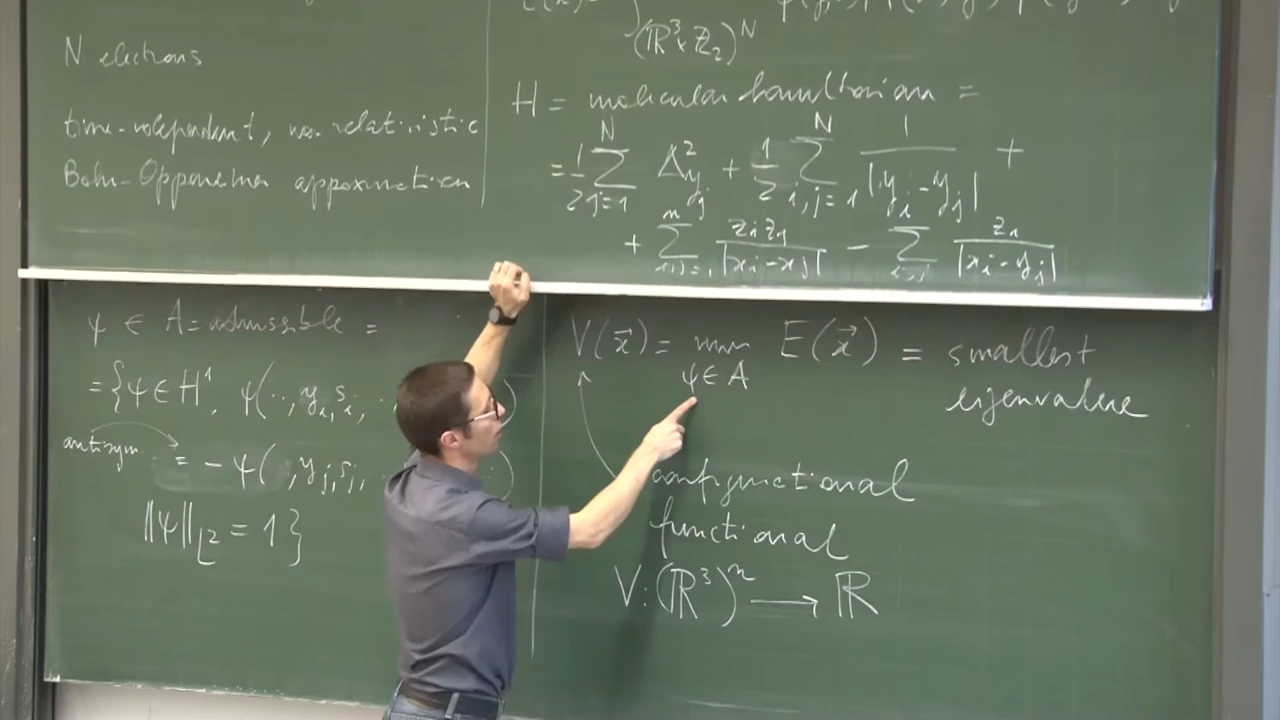 N electrons
time-independent, non-relativistic
Born-Oppenheimer approximation
(ℝ³×ℤ₂)^N
H = molecular hamiltonian =
= 1/2 ∑_{j=1}^N Δ²_{y_j} + 1/2 ∑_{i,j=1}^N 1/|y_i-y_j| +
+ ∑_{i,j=1}^n z_i z_j/|x_i-x_j| - ∑_{i,j} z_i/|x_i-y_j|
ψ ∈ A = admissible =
= {ψ ∈ H¹, ψ(··, y_i s_i, ·
antisym. = -ψ( , y_j, s_j,
‖ψ‖_{L²} = 1}
V(x⃗) = min_{ψ∈A} E(x⃗) = smallest
eigenvalue
functional
V: (ℝ³)^n ⟶ ℝ